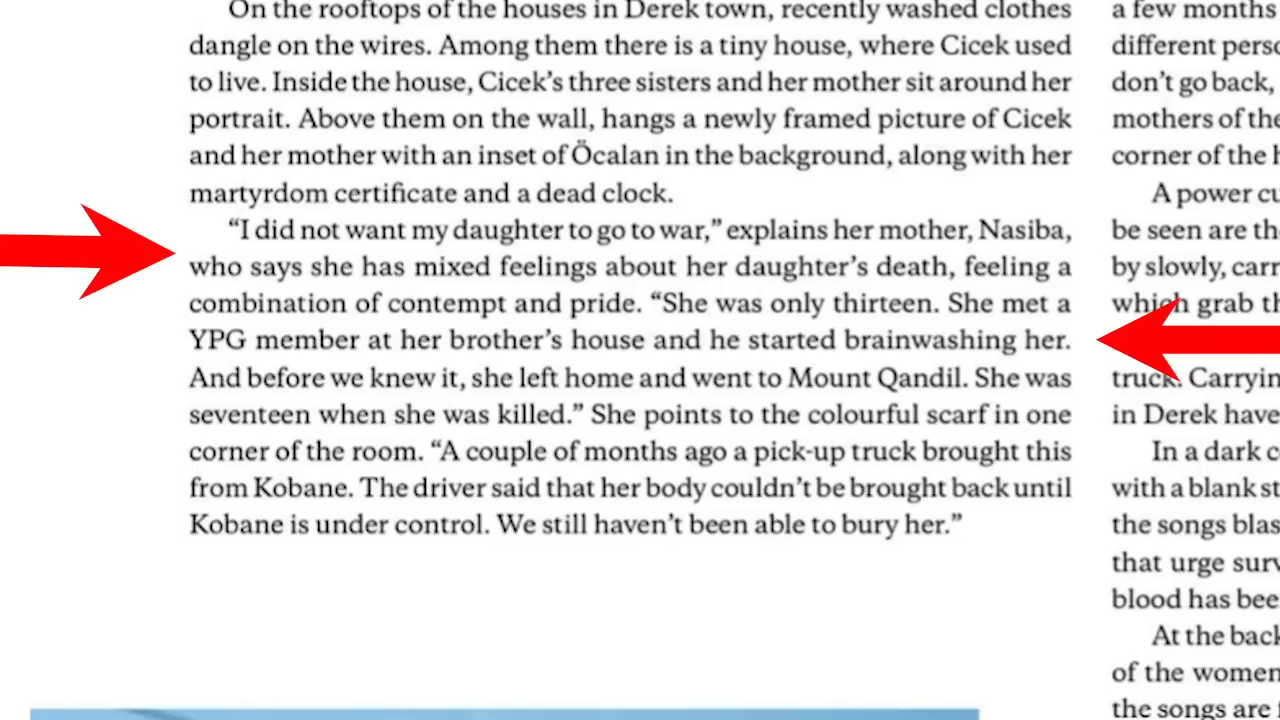 On the rooftops of the houses in Derek town, recently washed clothes
dangle on the wires. Among them there is a tiny house, where Cicek used
to live. Inside the house, Cicek’s three sisters and her mother sit around her
portrait. Above them on the wall, hangs a newly framed picture of Cicek
and her mother with an inset of Öcalan in the background, along with her
martyrdom certificate and a dead clock.
“I did not want my daughter to go to war,” explains her mother, Nasiba,
who says she has mixed feelings about her daughter’s death, feeling a
combination of contempt and pride. “She was only thirteen. She met a
YPG member at her brother’s house and he started brainwashing her.
And before we knew it, she left home and went to Mount Qandil. She was
seventeen when she was killed.” She points to the colourful scarf in one
corner of the room. “A couple of months ago a pick-up truck brought this
from Kobane. The driver said that her body couldn’t be brought back until
Kobane is under control. We still haven’t been able to bury her.”
a few months
different
don’t go back,
mothers of
corner of the
A power
be seen are
by slowly,
which grab
truck.
in Derek have
In a dark
with a blank
the songs
that urge
blood has
At the
of the women
the songs are